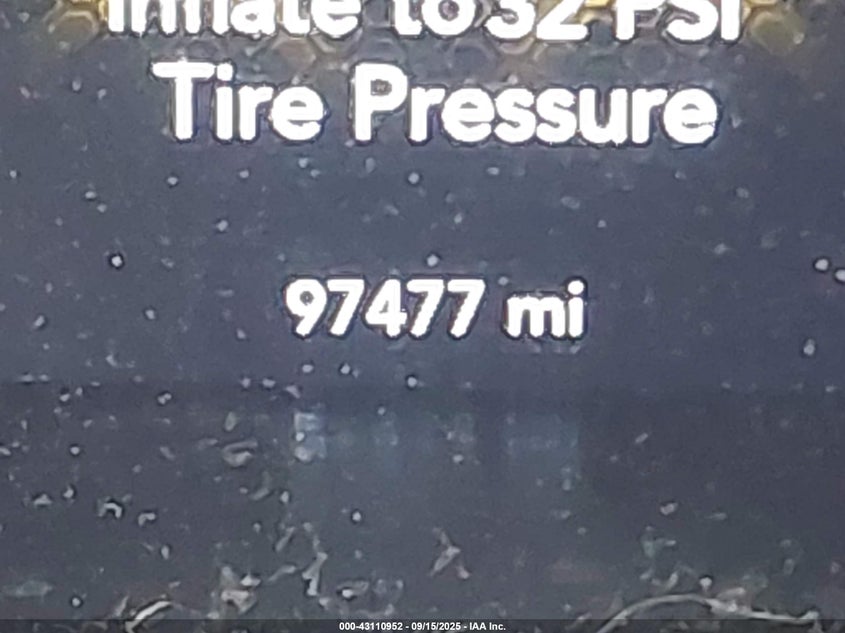 Inflate to 32 PSI
Tire Pressure
97477 mi
000-43110952 - 09/15/2025 - IAA Inc.